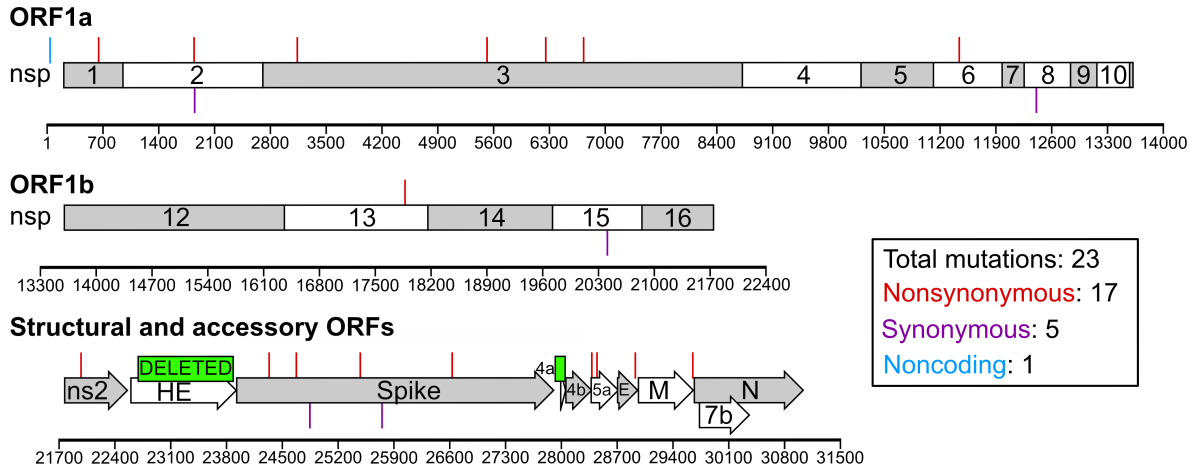 ORF1a
nsp 1 2 3 4 5 6 7 8 9 10
1 700 1400 2100 2800 3500 4200 4900 5600 6300 7000 7700 8400 9100 9800 10500 11200 11900 12600 13300 14000
ORF1b
nsp 12 13 14 15 16
13300 14000 14700 15400 16100 16800 17500 18200 18900 19600 20300 21000 21700 22400
Total mutations: 23
Nonsynonymous: 17
Synonymous: 5
Noncoding: 1
Structural and accessory ORFs
DELETED 4a
ns2 HE Spike 4b 5a E M N
7b
21700 22400 23100 23800 24500 25200 25900 26600 27300 28000 28700 29400 30100 30800 31500